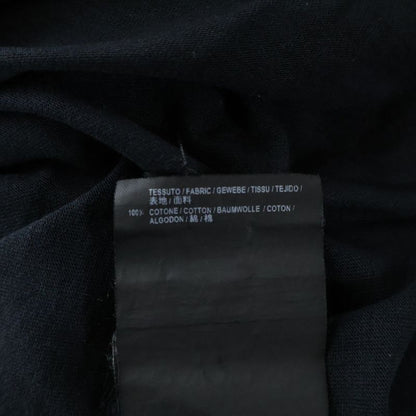 TESSUTO / FABRIC / GEWEBE / TISSU / TEJIDO /
表地 / 面料
100% COTONE / COTTON / BAUMWOLLE / COTON /
ALGODON / 綿 / 棉